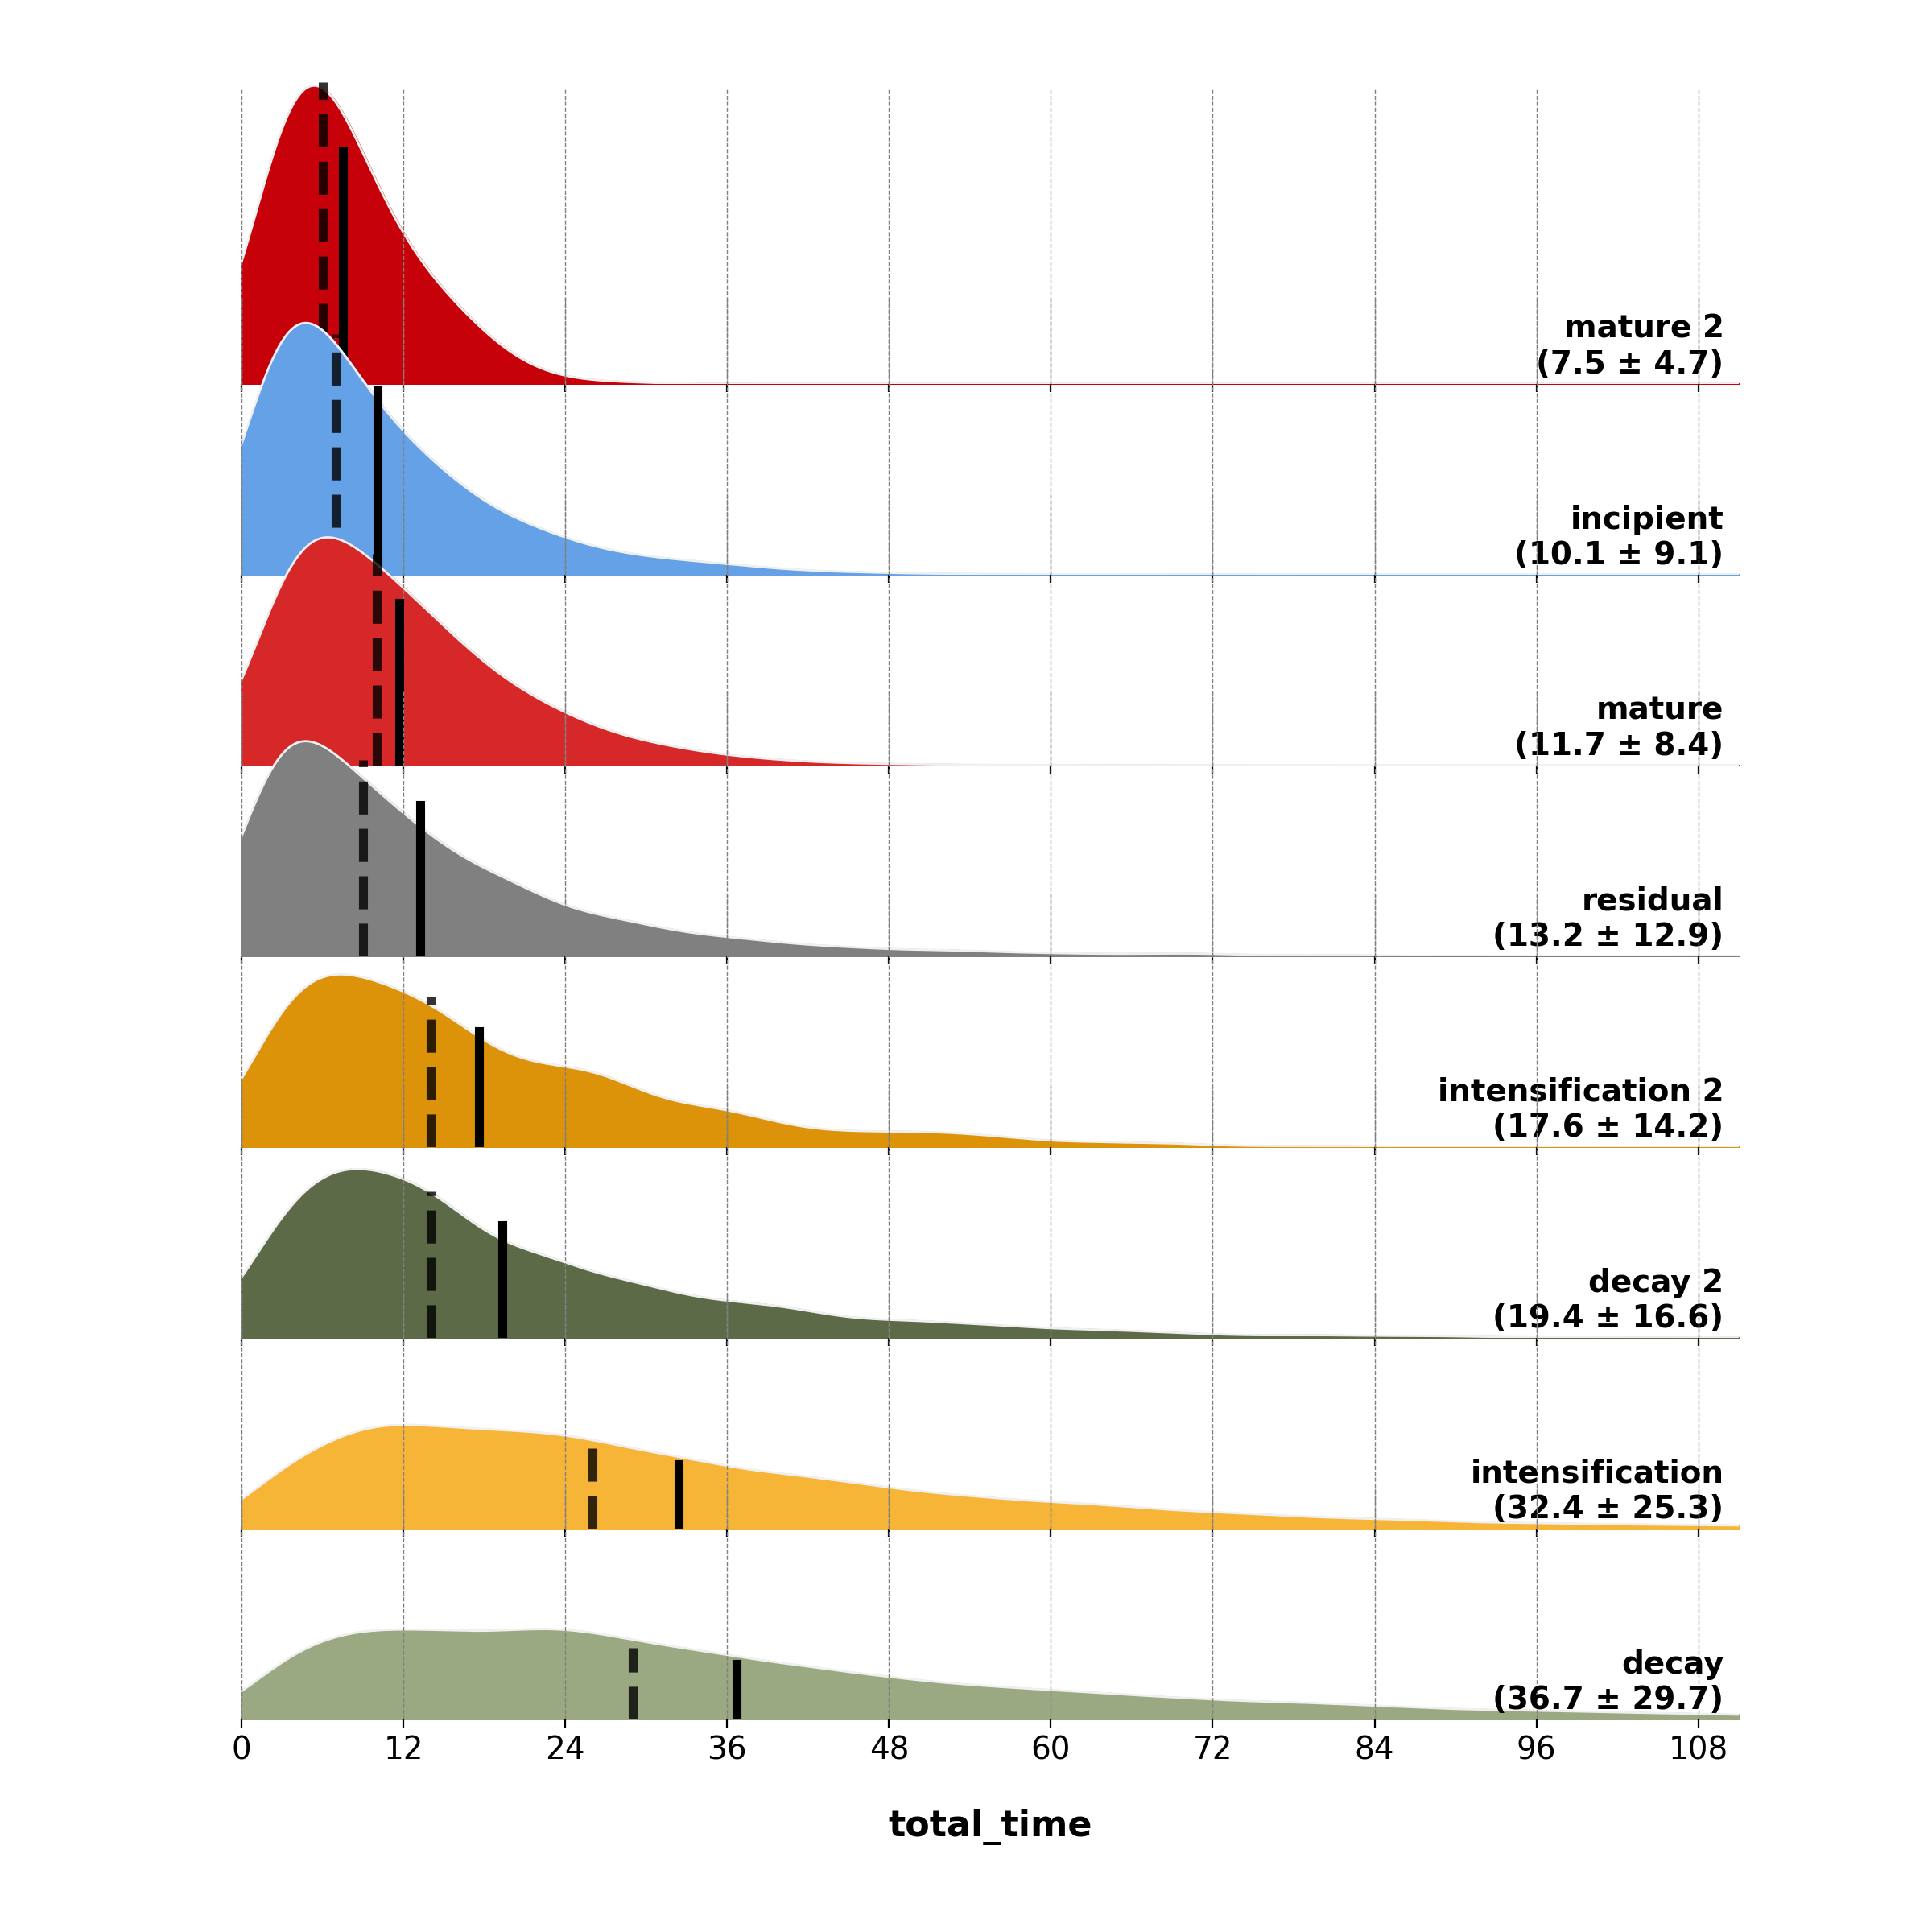 mature 2
(7.5 ± 4.7)
incipient
(10.1 ± 9.1)
mature
(11.7 ± 8.4)
residual
(13.2 ± 12.9)
intensification 2
(17.6 ± 14.2)
decay 2
(19.4 ± 16.6)
intensification
(32.4 ± 25.3)
decay
(36.7 ± 29.7)
0 12 24 36 48 60 72 84 96 108
total_time